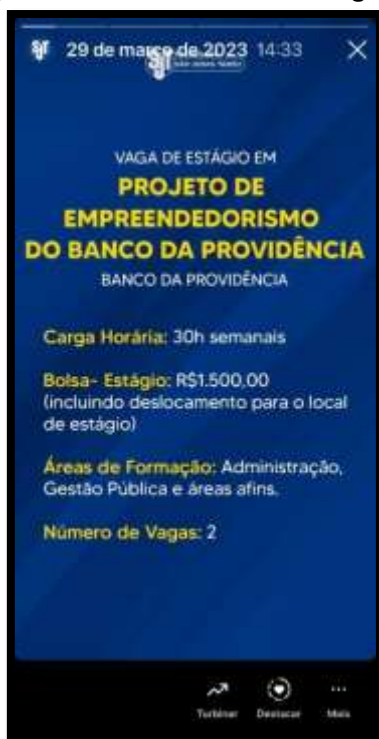 29 de março de 2023 14:33
VAGA DE ESTÁGIO EM
PROJETO DE
EMPREENDEDORISMO
DO BANCO DA PROVIDÊNCIA
BANCO DA PROVIDÊNCIA
Carga Horária: 30h semanais
Bolsa- Estágio: R$1.500,00
(incluindo deslocamento para o local
de estágio)
Áreas de Formação: Administração,
Gestão Pública e áreas afins.
Número de Vagas: 2
Turbinar Destacar Mais